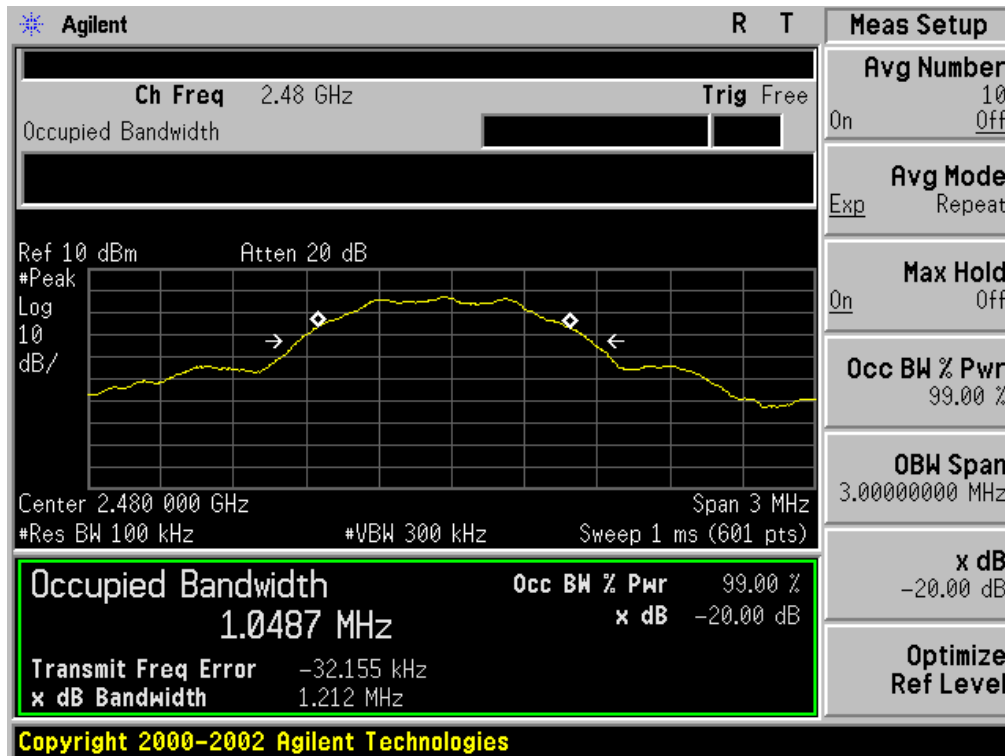 Agilent R T
Ch Freq 2.48 GHz Trig Free
Occupied Bandwidth
Ref 10 dBm Atten 20 dB
#Peak
Log
10
dB/
Center 2.480 000 GHz Span 3 MHz
#Res BW 100 kHz #VBW 300 kHz Sweep 1 ms (601 pts)
Occupied Bandwidth Occ BW % Pwr 99.00 %
1.0487 MHz x dB -20.00 dB
Transmit Freq Error -32.155 kHz
x dB Bandwidth 1.212 MHz
Copyright 2000-2002 Agilent Technologies
Meas Setup
Avg Number
10
On Off
Avg Mode
Exp Repeat
Max Hold
On Off
Occ BW % Pwr
99.00 %
OBW Span
3.00000000 MHz
x dB
-20.00 dB
Optimize
Ref Level